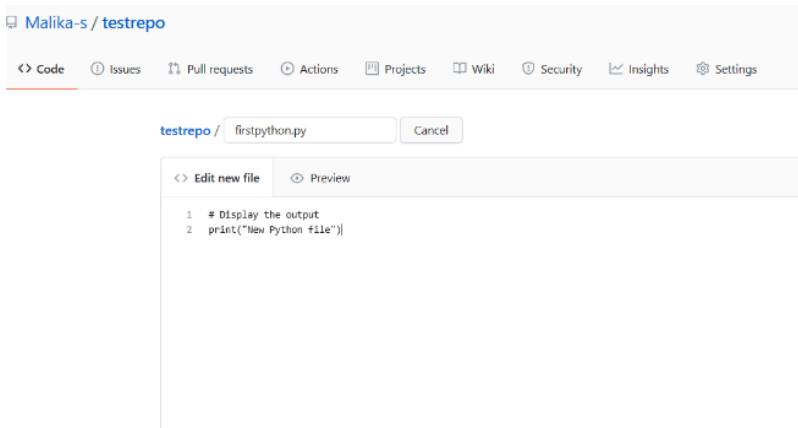 Malika-s / testrepo
Code Issues Pull requests Actions Projects Wiki Security Insights Settings
testrepo / firstpython.py Cancel
Edit new file Preview
1 # Display the output
2 print("New Python file")